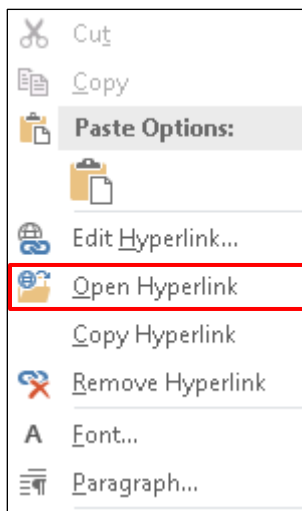 Cut
Copy
Paste Options:
Edit Hyperlink...
Open Hyperlink
Copy Hyperlink
Remove Hyperlink
A Font...
Paragraph...